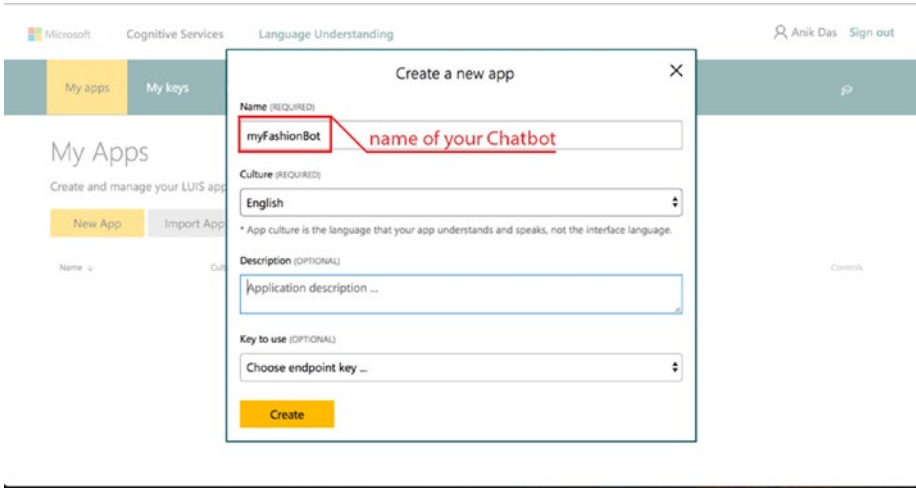 Microsoft Cognitive Services Language Understanding Anik Das Sign out
My apps My keys
Create a new app
Name (REQUIRED)
myFashionBot
name of your Chatbot
My Apps
Create and manage your LUIS app
Culture (REQUIRED)
English
* App culture is the language that your app understands and speaks, not the interface language.
New App Import App
Name Cult Controls
Description (OPTIONAL)
Application description ...
Key to use (OPTIONAL)
Choose endpoint key ...
Create